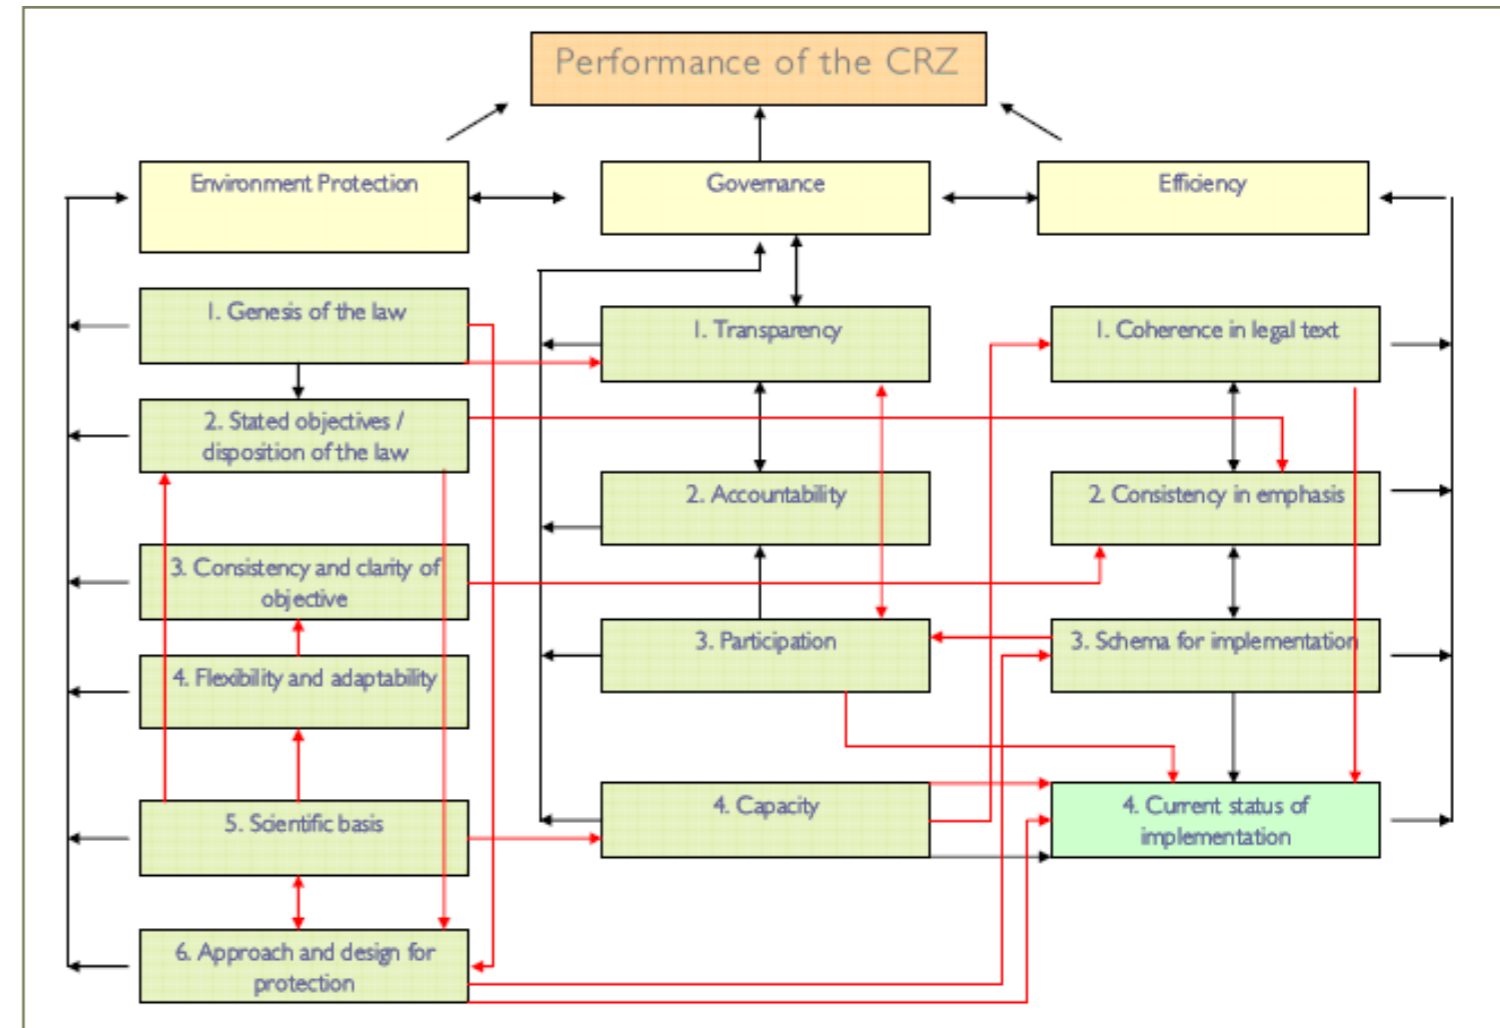 Performance of the CRZ
Environment Protection
Governance
Efficiency
1. Genesis of the law
2. Stated objectives /
disposition of the law
3. Consistency and clarity of
objective
4. Flexibility and adaptability
5. Scientific basis
6. Approach and design for
protection
1. Transparency
2. Accountability
3. Participation
4. Capacity
1. Coherence in legal text
2. Consistency in emphasis
3. Schema for implementation
4. Current status of
implementation